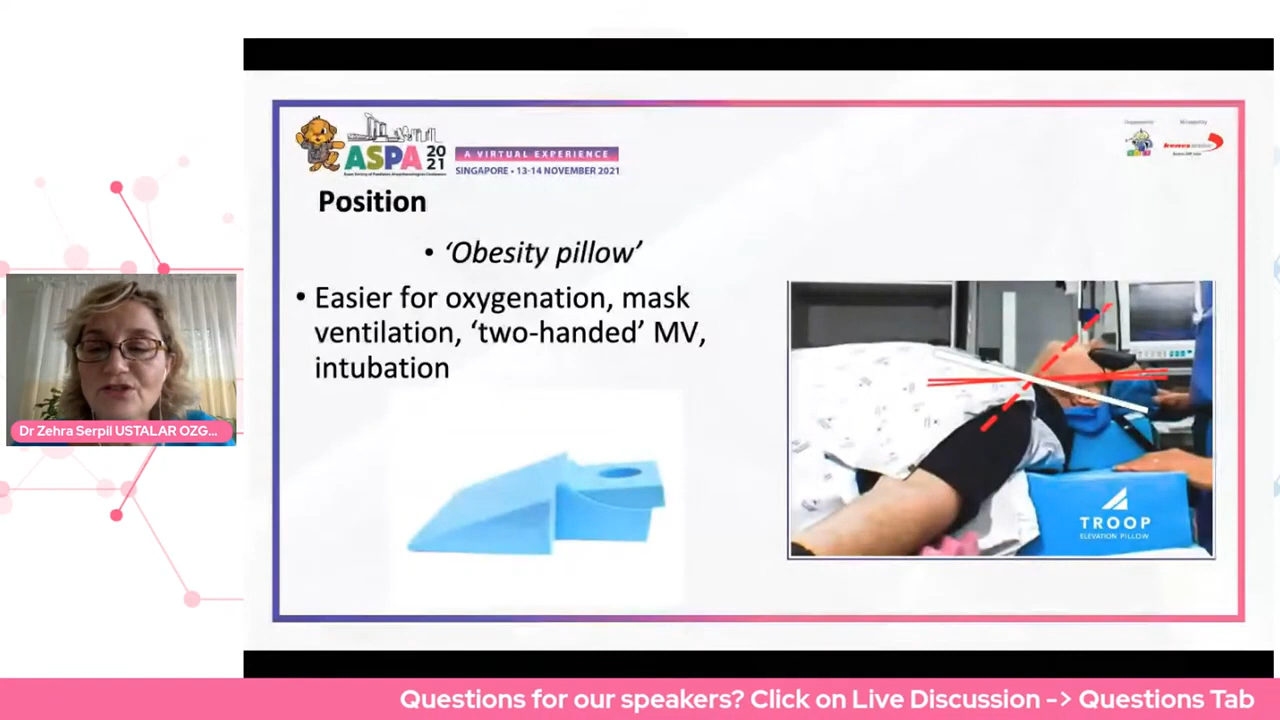 ASPA
20
21
A VIRTUAL EXPERIENCE
SINGAPORE • 13-14 NOVEMBER 2021
Position
• 'Obesity pillow'
• Easier for oxygenation, mask
ventilation, 'two-handed' MV,
intubation
TROOP
ELEVATION PILLOW
Dr Zehra Serpil USTALAR OZG...
Questions for our speakers? Click on Live Discussion -> Questions Tab